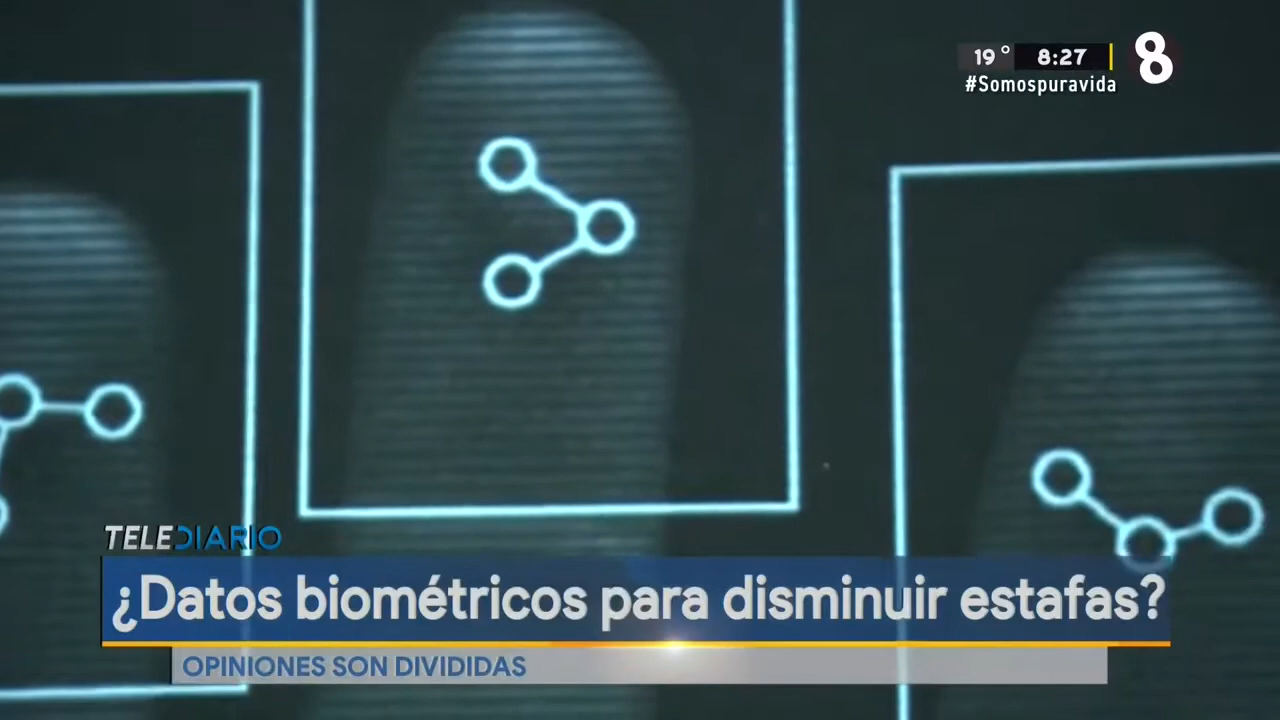 19° 8:27 8
#Somospuravida
TELEDIARIO
¿Datos biométricos para disminuir estafas?
OPINIONES SON DIVIDIDAS